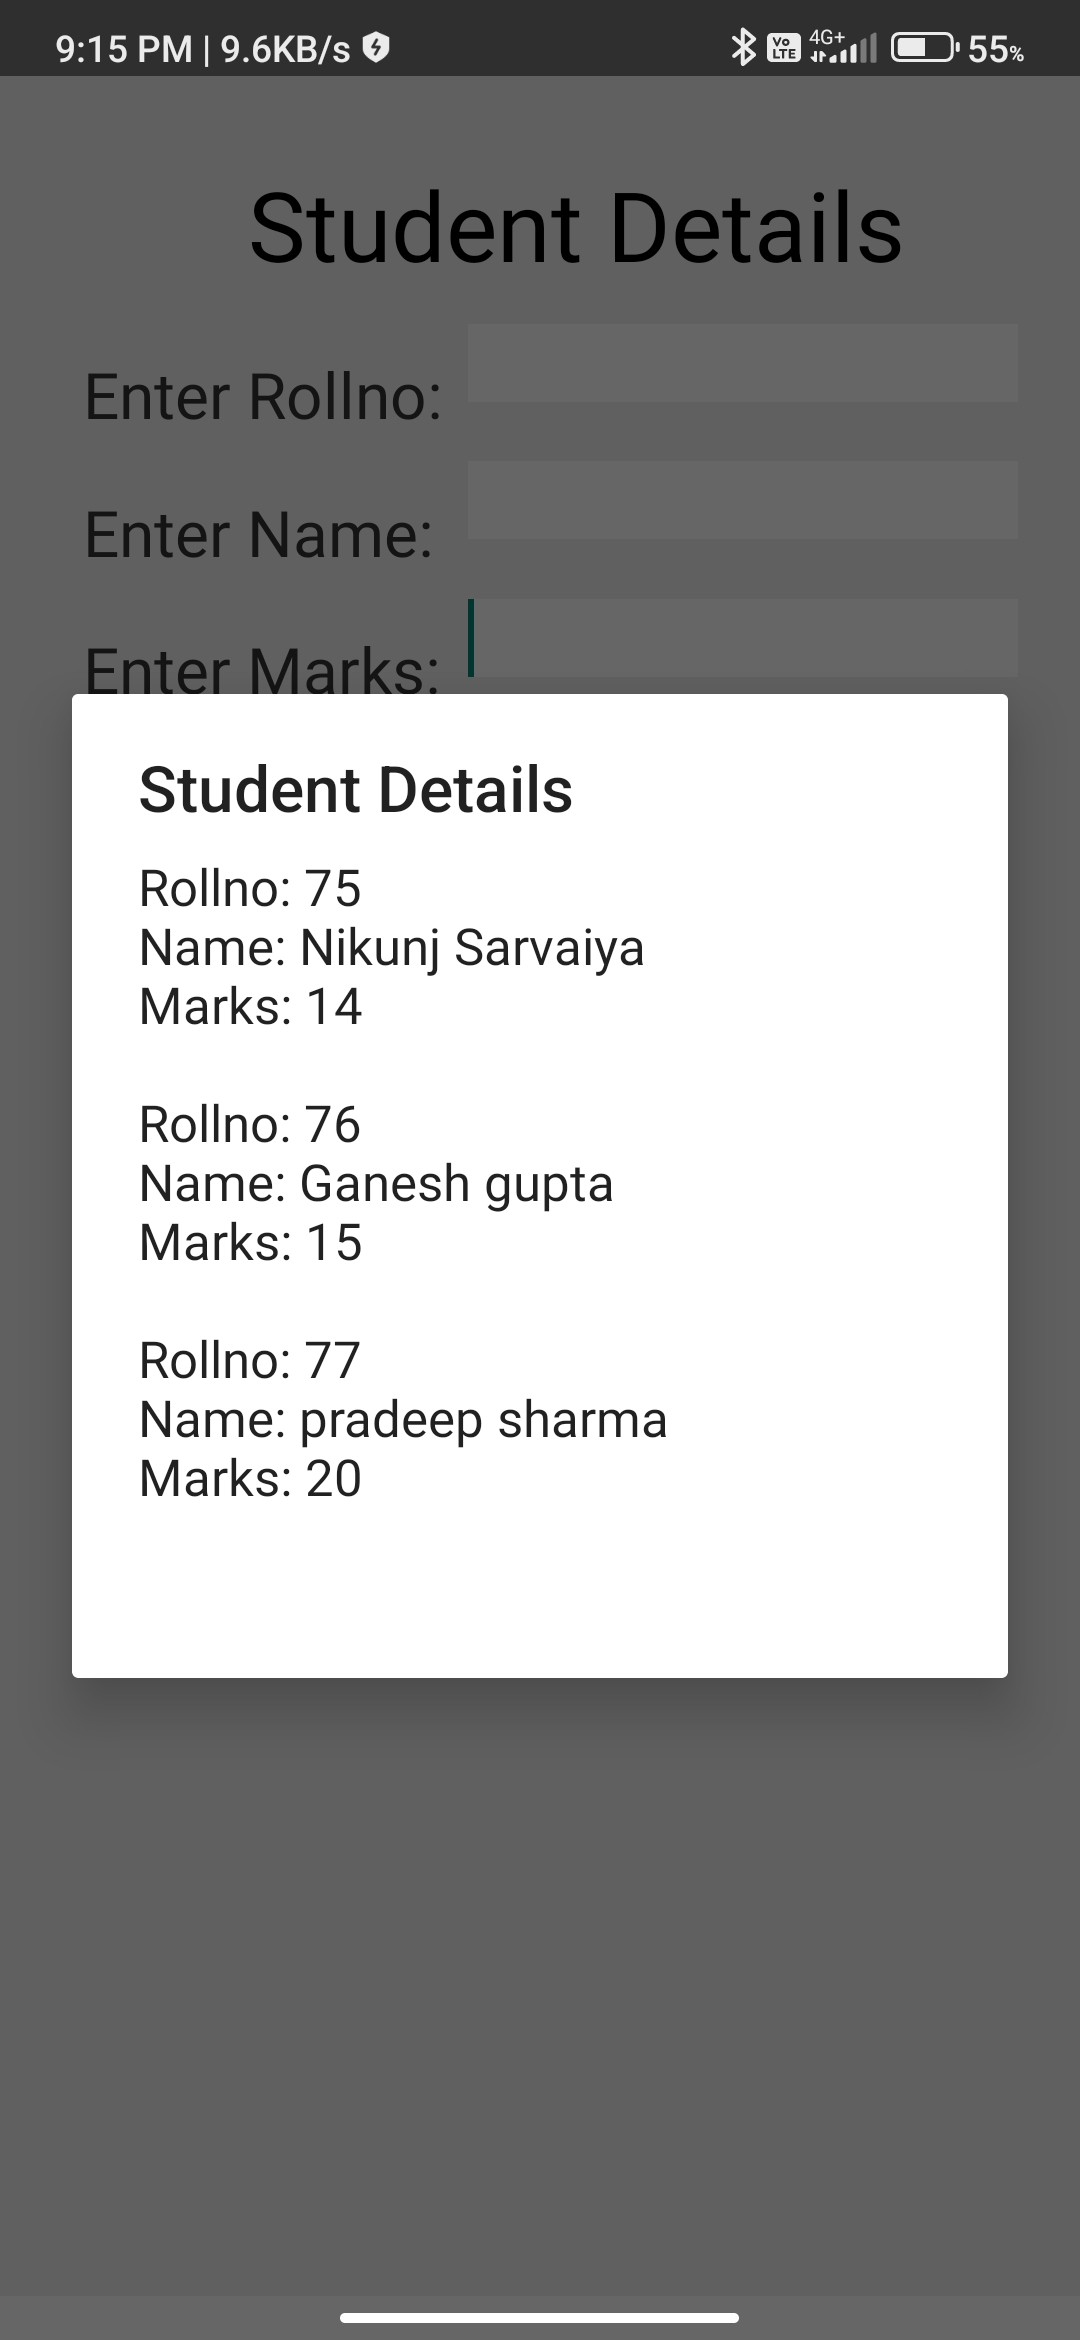 9:15 PM | 9.6KB/s Vo LTE 4G+ 55%
Student Details
Enter Rollno:
Enter Name:
Enter Marks:
Student Details
Rollno: 75
Name: Nikunj Sarvaiya
Marks: 14
Rollno: 76
Name: Ganesh gupta
Marks: 15
Rollno: 77
Name: pradeep sharma
Marks: 20